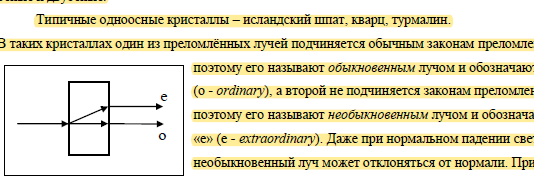 Типичные одноосные кристаллы – исландский шпат, кварц, турмалин.
В таких кристаллах один из преломлённых лучей подчиняется обычным законам преломле
поэтому его называют обыкновенным лучом и обозначаю
(o - ordinary), а второй не подчиняется законам преломлен
поэтому его называют необыкновенным лучом и обознача
«e» (e - extraordinary). Даже при нормальном падении свет
необыкновенный луч может отклоняться от нормали. При
e
o